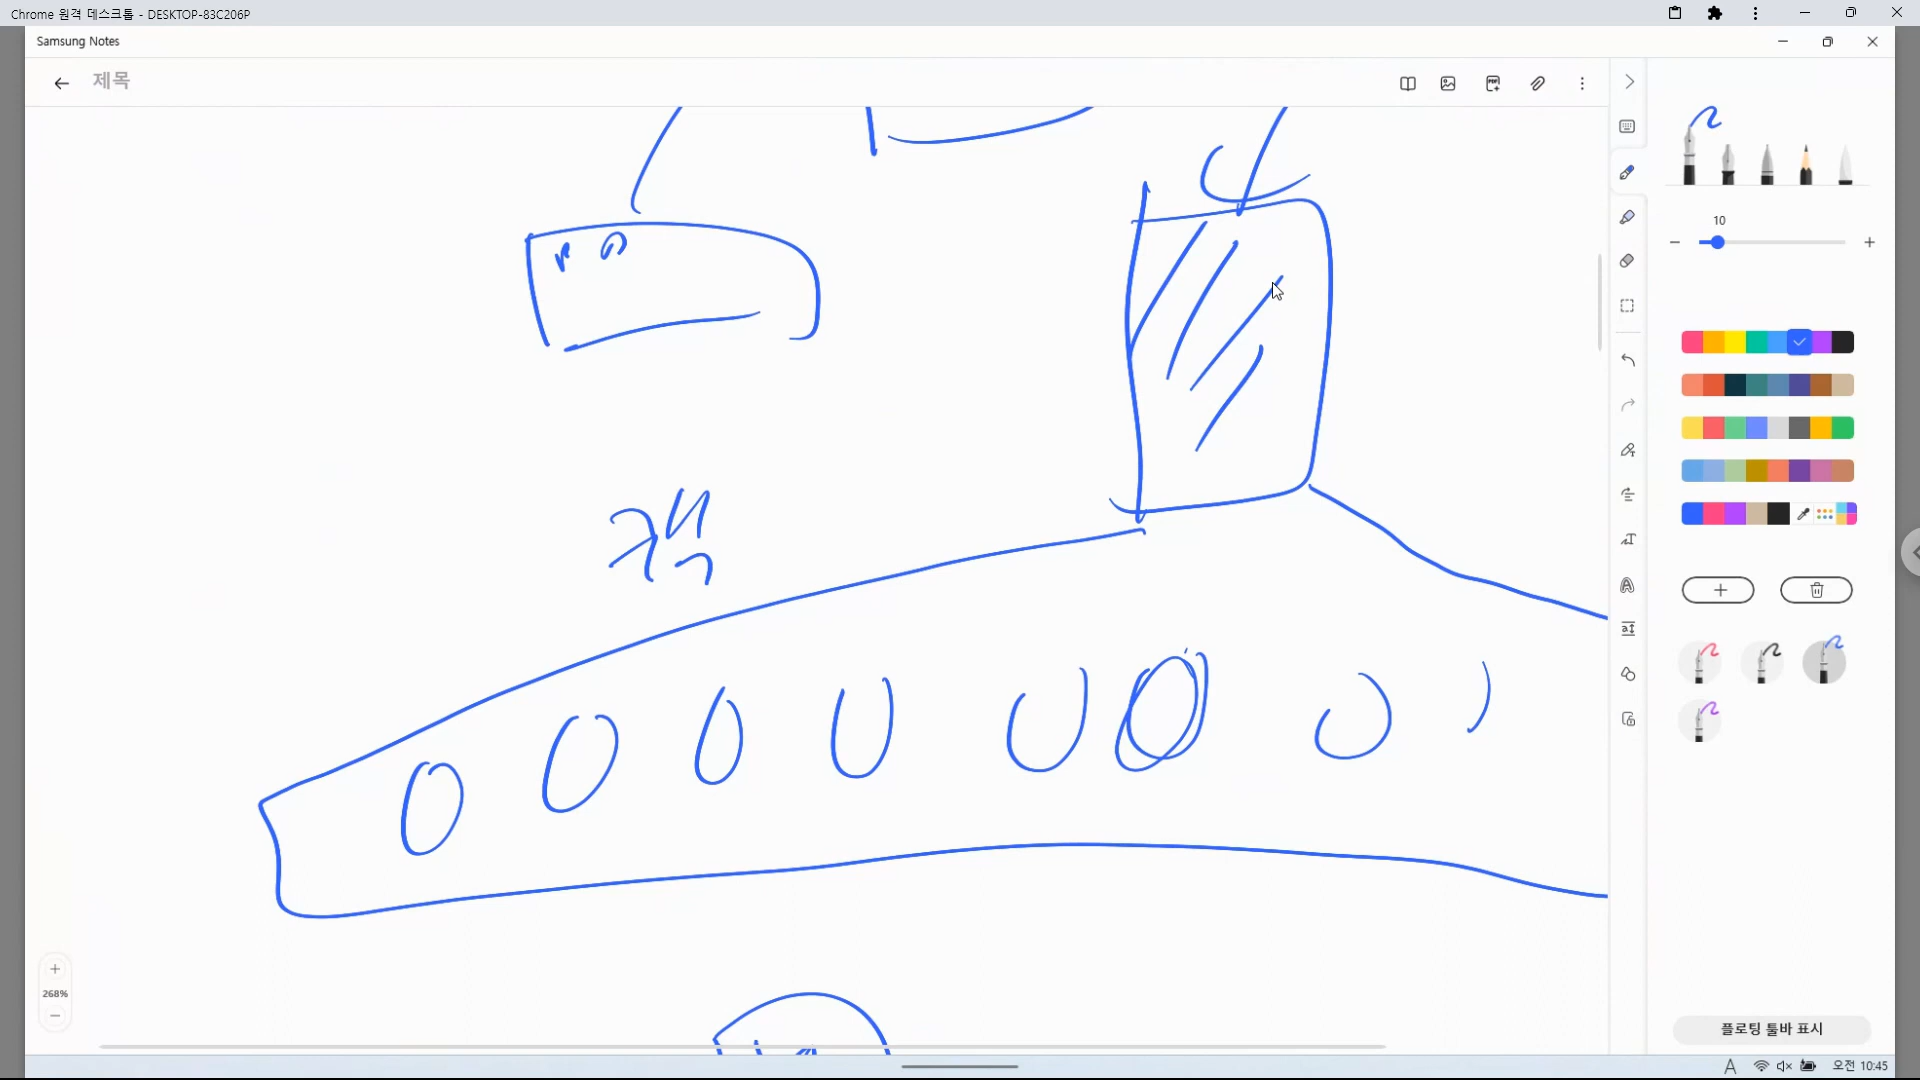 Chrome 원격 데스크톱 - DESKTOP-83C206P
Samsung Notes
제목
10
268%
플로팅 툴바 표시
A
오전 10:45